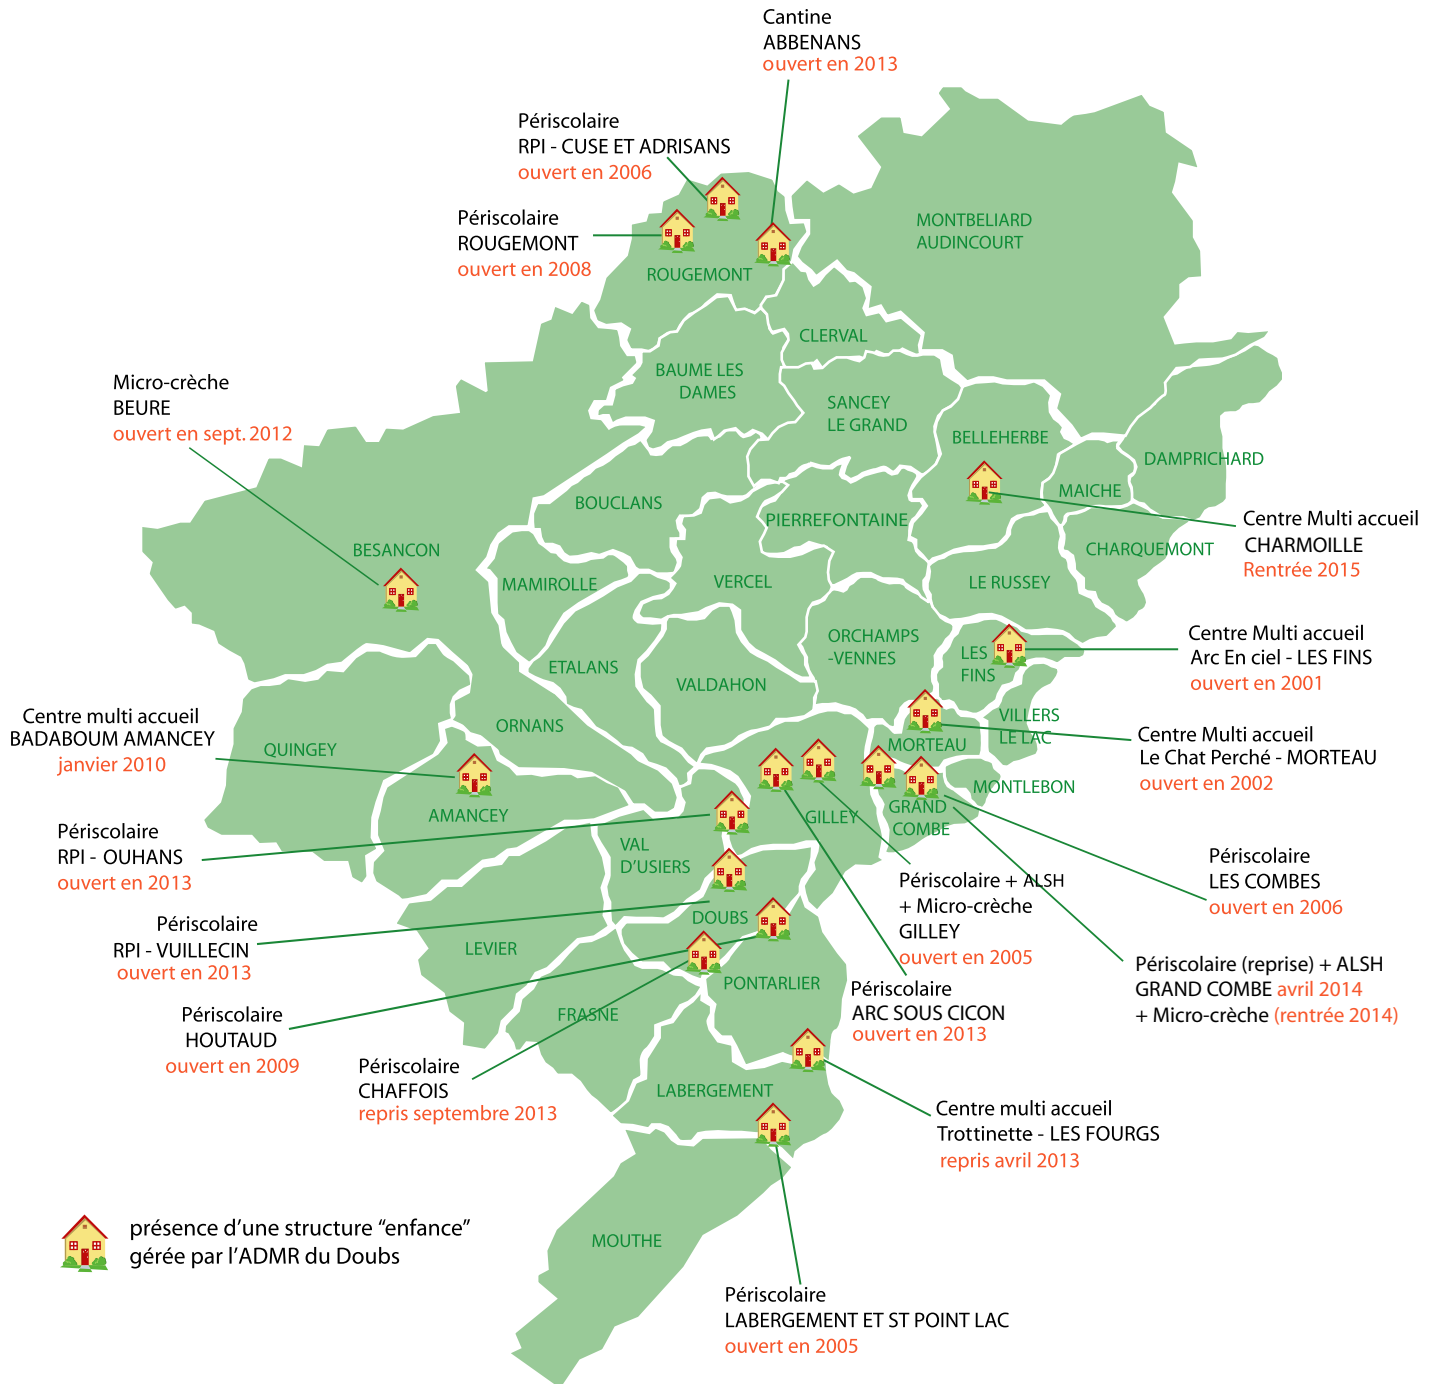 Cantine
ABBENANS
ouvert en 2013
Périscolaire
RPI - CUSE ET ADRISANS
ouvert en 2006
Périscolaire
ROUGEMONT
ouvert en 2008
MONTBELIARD
AUDINCOURT
ROUGEMONT
CLERVAL
BAUME LES
DAMES
SANCEY
LE GRAND
Micro-crèche
BEURE
ouvert en sept. 2012
BELLEHERBE
DAMPRICHARD
MAICHE
BOUCLANS
PIERREFONTAINE
Centre Multi accueil
CHARMOILLE
Rentrée 2015
CHARQUEMONT
BESANCON
MAMIROLLE
VERCEL
LE RUSSEY
ORCHAMPS
-VENNES
LES
FINS
Centre Multi accueil
Arc En ciel - LES FINS
ouvert en 2001
ETALANS
VALDAHON
VILLERS
LE LAC
Centre multi accueil
BADABOUM AMANCEY
janvier 2010
QUINGEY
ORNANS
MORTEAU
Centre Multi accueil
Le Chat Perché - MORTEAU
ouvert en 2002
MONTLEBON
AMANCEY
GILLEY
GRAND
COMBE
Périscolaire
RPI - OUHANS
ouvert en 2013
VAL
D'USIERS
Périscolaire
LES COMBES
ouvert en 2006
Périscolaire + ALSH
+ Micro-crèche
GILLEY
ouvert en 2005
Périscolaire
RPI - VUILLECIN
ouvert en 2013
DOUBS
LEVIER
PONTARLIER
Périscolaire (reprise) + ALSH
GRAND COMBE avril 2014
+ Micro-crèche (rentrée 2014)
Périscolaire
ARC SOUS CICON
ouvert en 2013
Périscolaire
HOUTAUD
ouvert en 2009
FRASNE
Périscolaire
CHAFFOIS
repris septembre 2013
LABERGEMENT
Centre multi accueil
Trottinette - LES FOURGS
repris avril 2013
présence d'une structure “enfance”
gérée par l'ADMR du Doubs
MOUTHE
Périscolaire
LABERGEMENT ET ST POINT LAC
ouvert en 2005